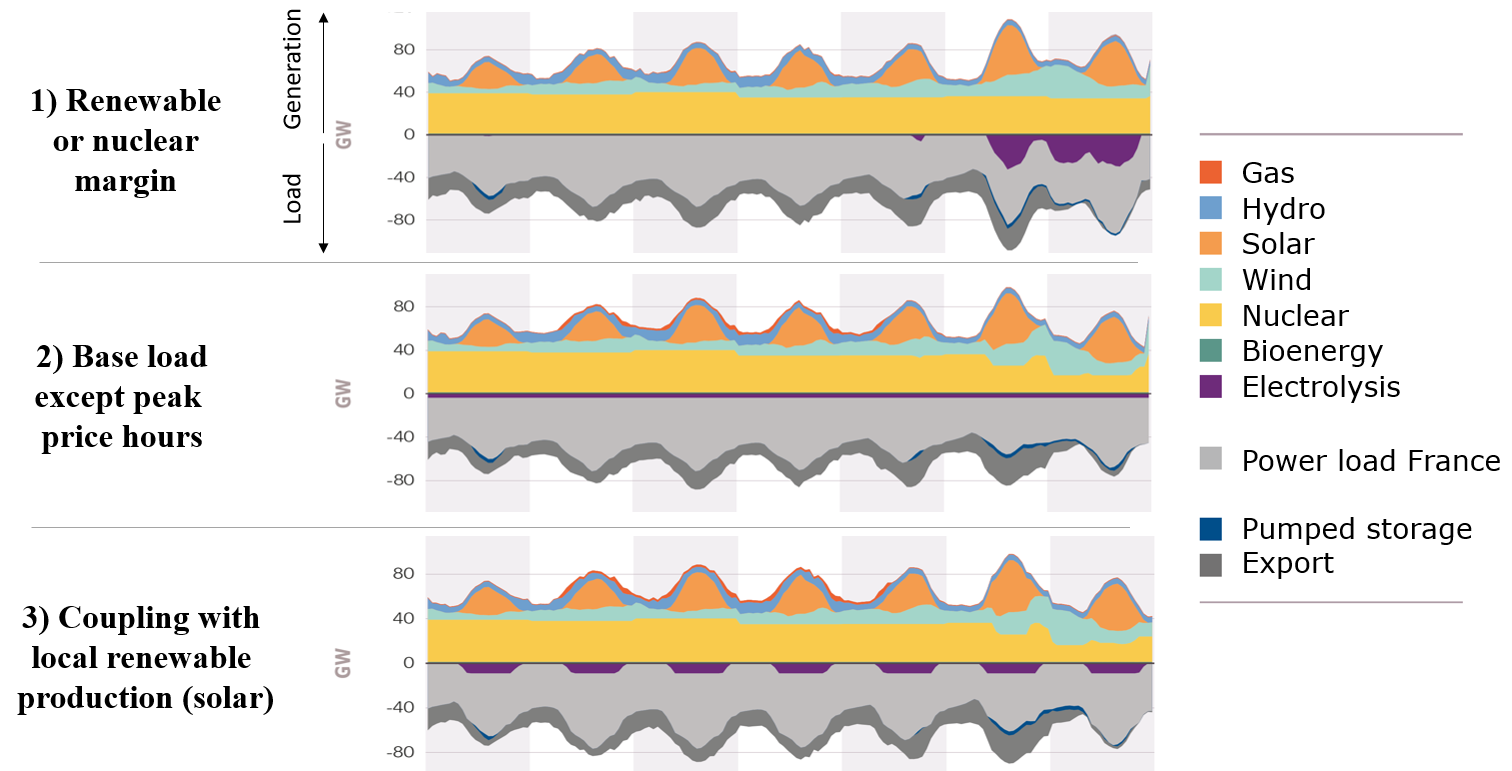 Generation
Load
1) Renewable
or nuclear
margin
GW
80
40
0
-40
-80
2) Base load
except peak
price hours
GW
80
40
0
-40
-80
3) Coupling with
local renewable
production (solar)
GW
80
40
0
-40
-80
Gas
Hydro
Solar
Wind
Nuclear
Bioenergy
Electrolysis
Power load France
Pumped storage
Export